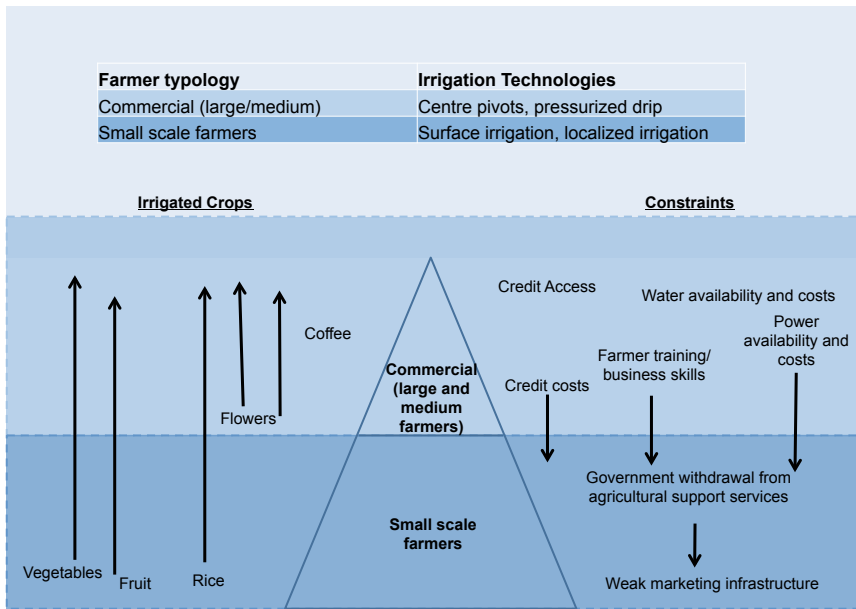 Farmer typology Irrigation Technologies
Commercial (large/medium) Centre pivots, pressurized drip
Small scale farmers Surface irrigation, localized irrigation
Irrigated Crops
Constraints
Credit Access
Water availability and costs
Power
availability and
costs
Coffee
Farmer training/
business skills
Commercial
(large and
medium
farmers)
Credit costs
Flowers
Government withdrawal from
agricultural support services
Small scale
farmers
Vegetables
Fruit
Rice
Weak marketing infrastructure